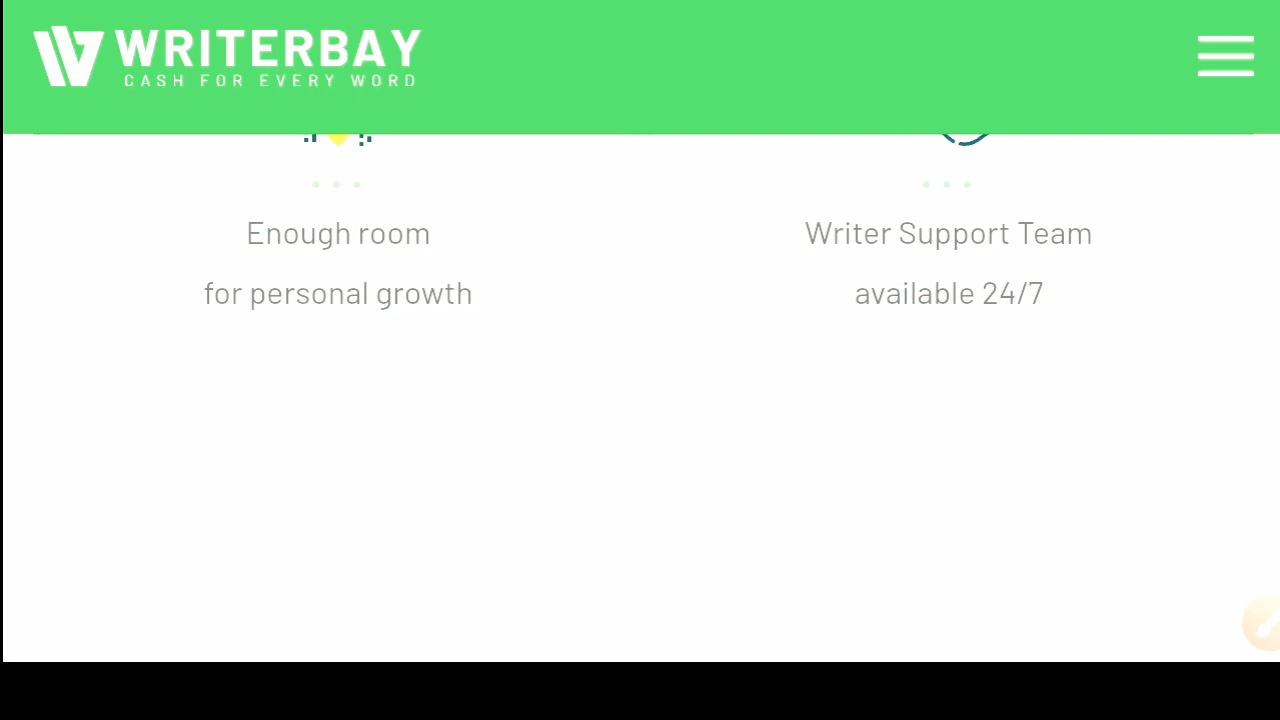 WRITERBAY
CASH FOR EVERY WORD
Enough room
for personal growth
Writer Support Team
available 24/7